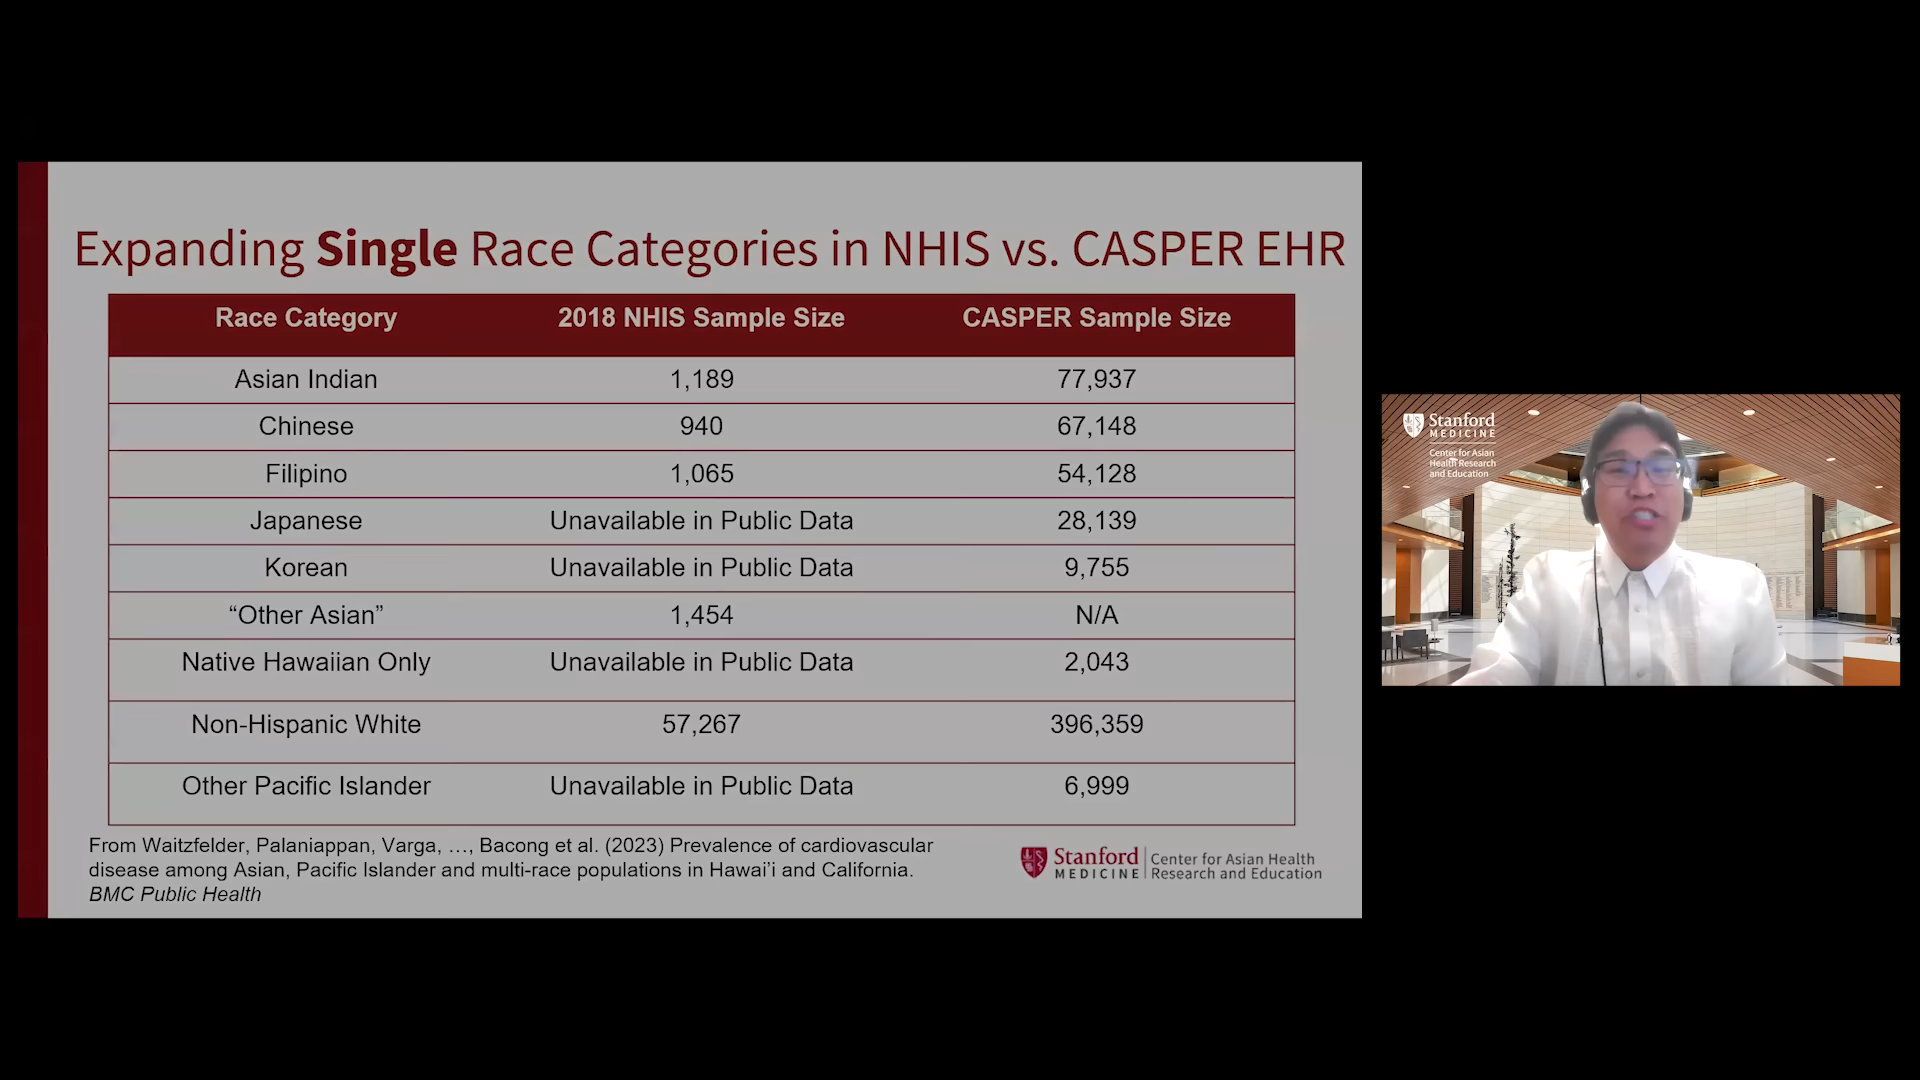 Expanding Single Race Categories in NHIS vs. CASPER EHR
Race Category 2018 NHIS Sample Size CASPER Sample Size
Asian Indian 1,189 77,937
Chinese 940 67,148
Filipino 1,065 54,128
Japanese Unavailable in Public Data 28,139
Korean Unavailable in Public Data 9,755
“Other Asian” 1,454 N/A
Native Hawaiian Only Unavailable in Public Data 2,043
Non-Hispanic White 57,267 396,359
Other Pacific Islander Unavailable in Public Data 6,999
From Waitzfelder, Palaniappan, Varga, …, Bacong et al. (2023) Prevalence of cardiovascular
disease among Asian, Pacific Islander and multi-race populations in Hawai’i and California.
BMC Public Health
Stanford
MEDICINE
Center for Asian Health
Research and Education
Stanford
MEDICINE
Center for Asian
Health Research
and Education